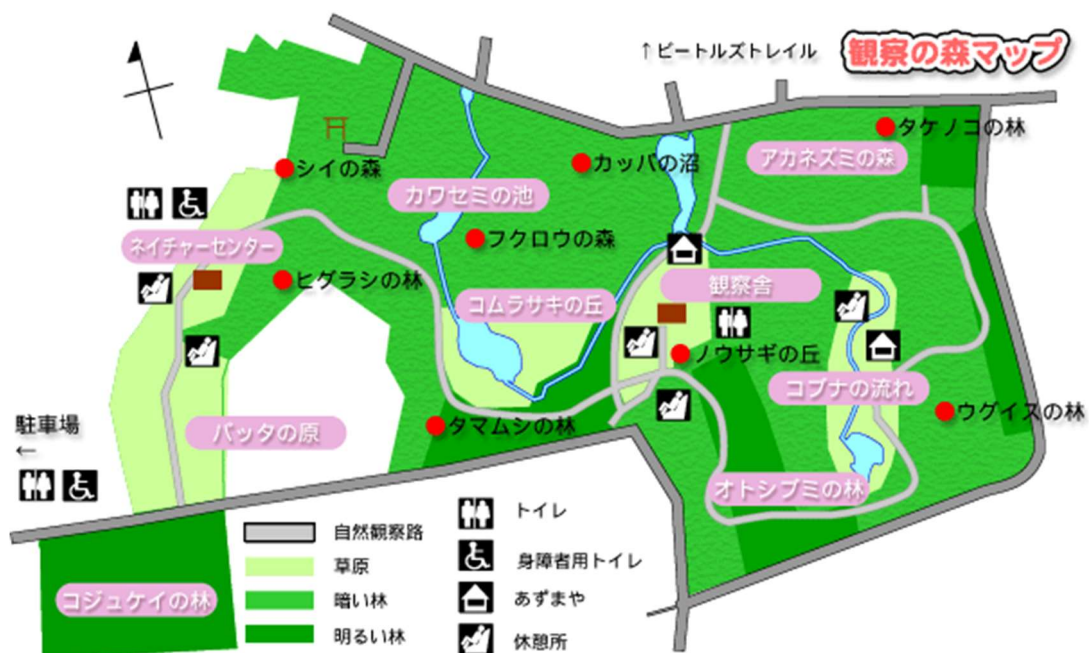 ↑ビートルズトレイル
観察の森マップ
タケノコの林
アカネズミの森
シイの森
カッパの沼
カワセミの池
ネイチャーセンター
フクロウの森
ヒグラシの林
観察舎
コムラサキの丘
ノウサギの丘
コブナの流れ
ウグイスの林
バッタの原
タマムシの林
駐車場
←
オトシブミの林
コジュケイの林
自然観察路
草原
暗い林
明るい林
トイレ
身障者用トイレ
あずまや
休憩所